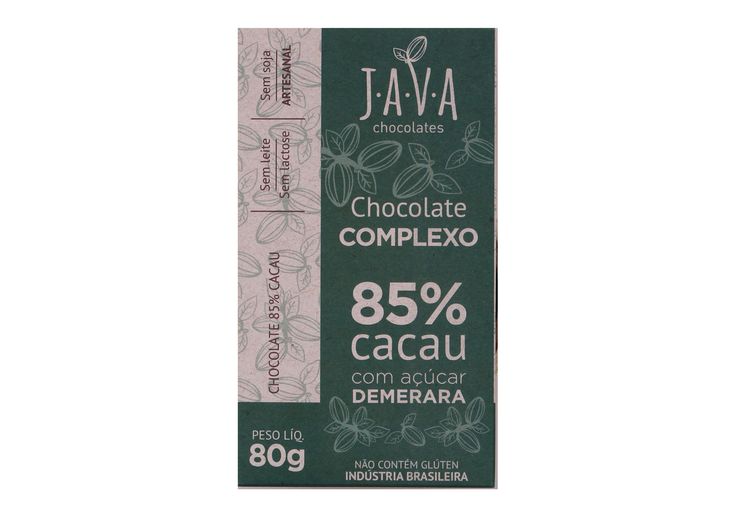 J·A·V·A
chocolates
Chocolate
COMPLEXO
85%
cacau
com açúcar
DEMERARA
NÃO CONTÉM GLÚTEN
INDÚSTRIA BRASILEIRA
Sem soja
ARTESANAL
Sem leite
Sem lactose
CHOCOLATE 85% CACAU
PESO LÍQ.
80g